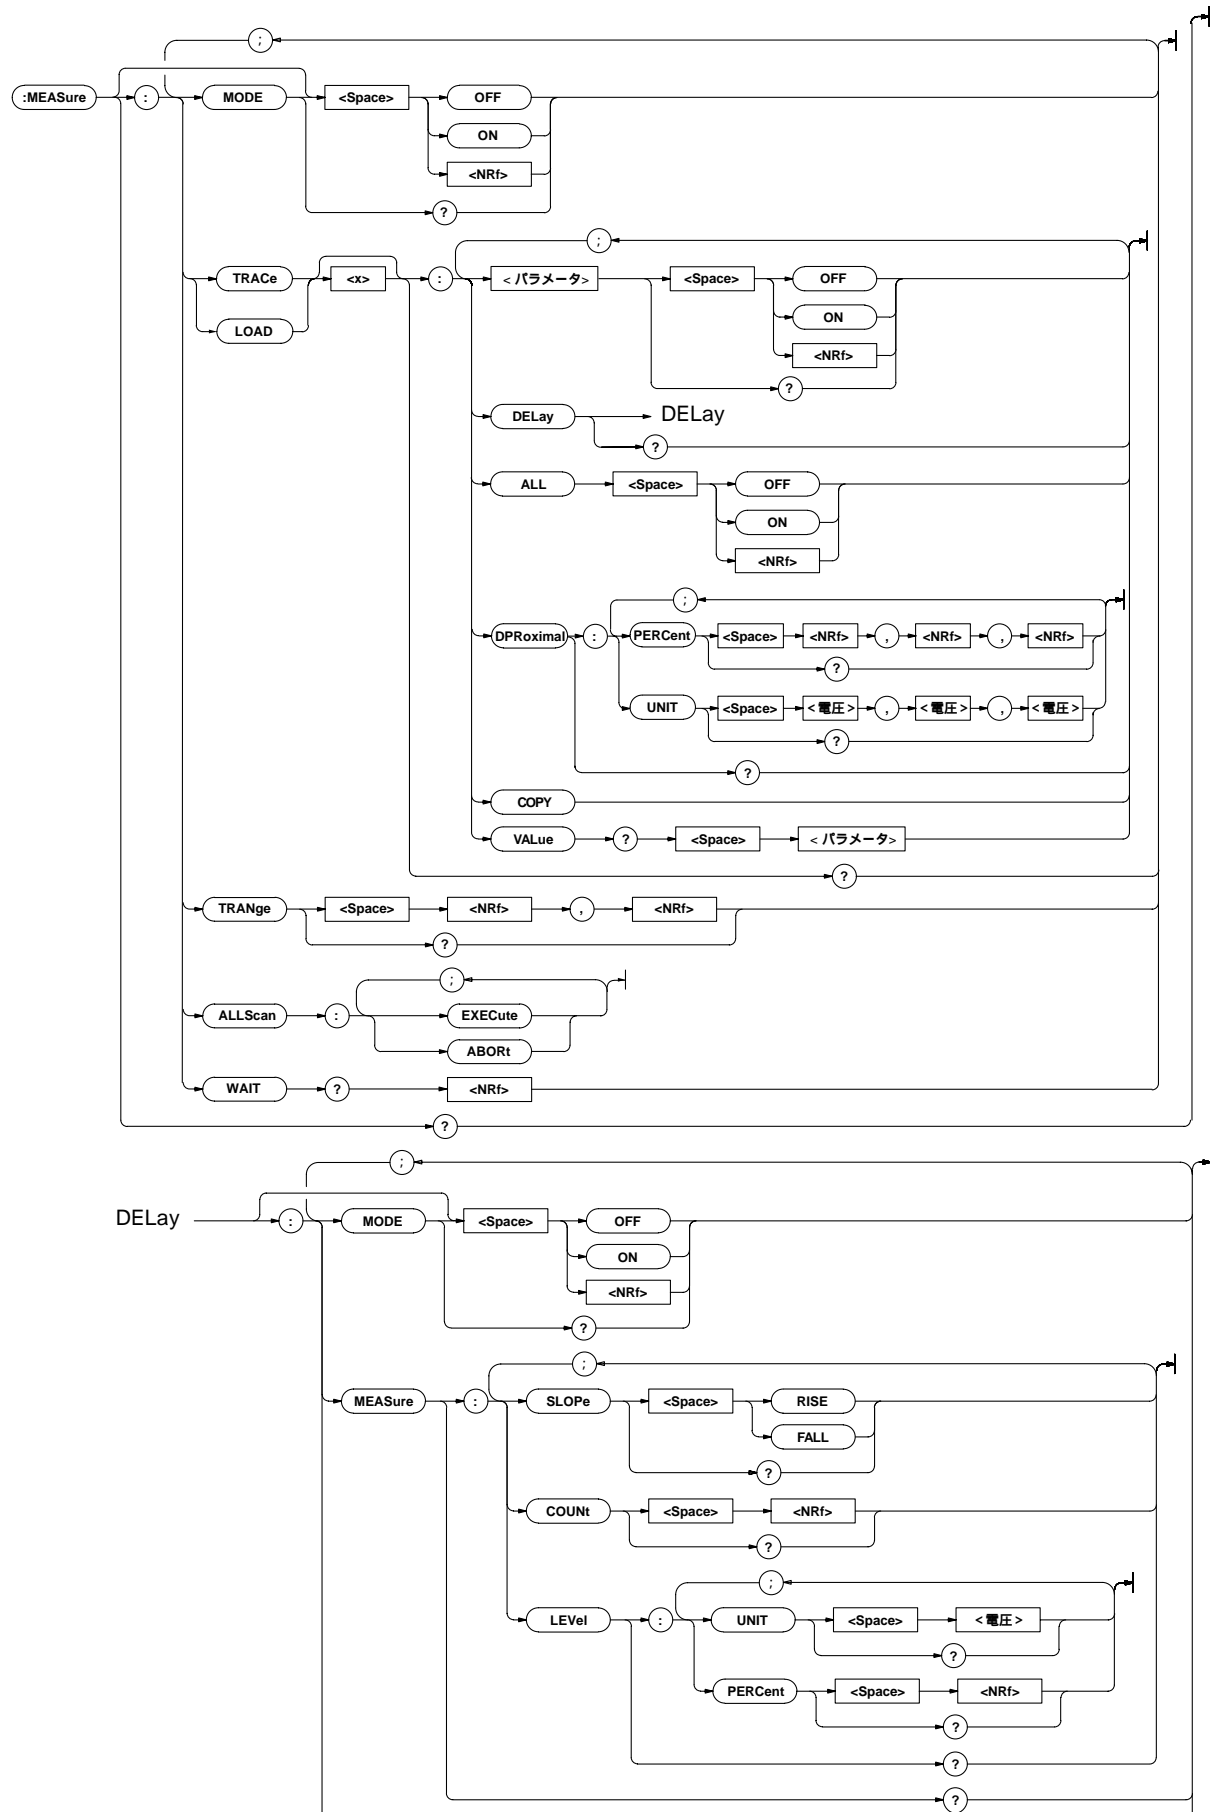 ;
:MEASure : MODE <Space> OFF
ON
<NRf>
?
;
TRACe <x> : <パラメータ> <Space> OFF
LOAD ON
<NRf>
?
DELay DELay
?
ALL <Space> OFF
ON
<NRf>
;
DPRoximal : PERCent <Space> <NRf> , <NRf> , <NRf>
?
UNIT <Space> <電圧> , <電圧> , <電圧>
?
?
COPY
VALue ? <Space> <パラメータ>
?
TRANge <Space> <NRf> , <NRf>
?
;
ALLScan : EXECute
ABORt
WAIT ? <NRf>
?
;
DELay : MODE <Space> OFF
ON
<NRf>
?
;
MEASure : SLOPe <Space> RISE
FALL
?
COUNt <Space> <NRf>
?
;
LEVel : UNIT <Space> <電圧>
?
PERCent <Space> <NRf>
?
?
?